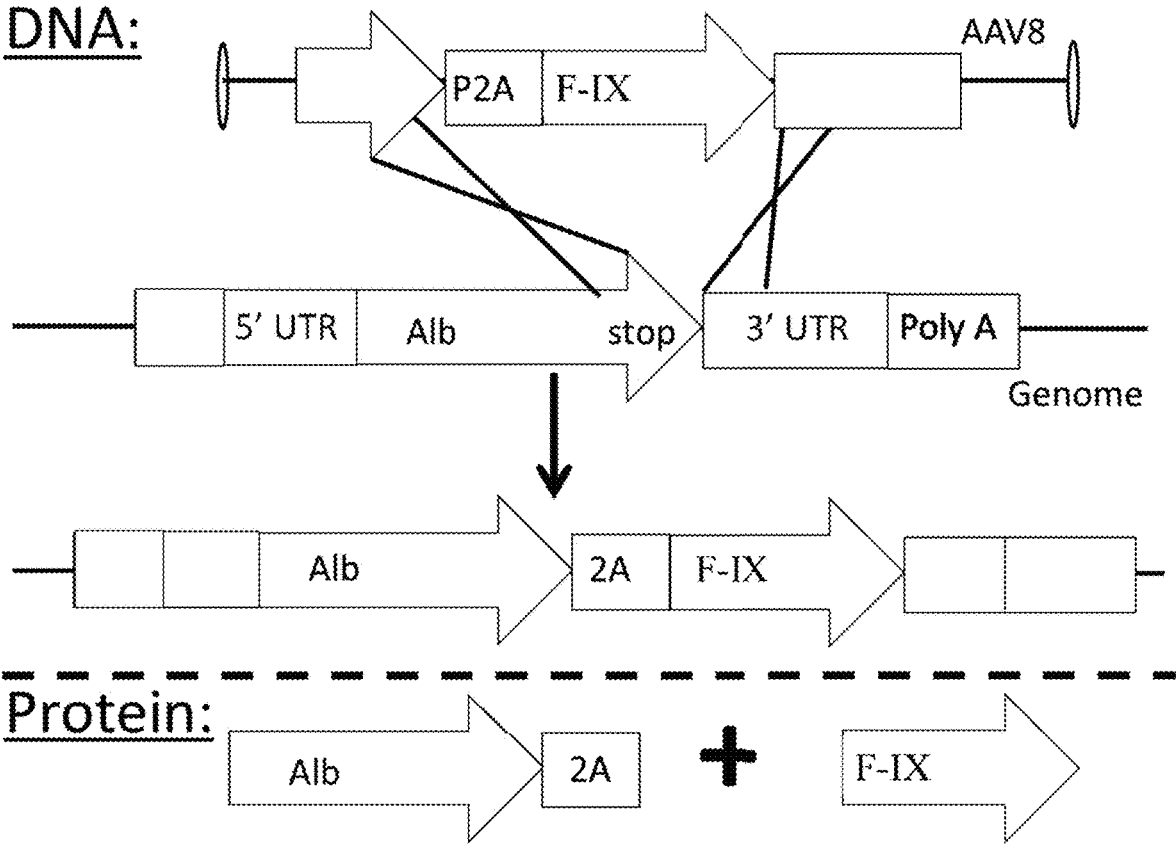 DNA:
AAV8
P2A F-IX
5' UTR Alb stop 3' UTR Poly A
Genome
Alb 2A F-IX
Protein:
Alb 2A + F-IX